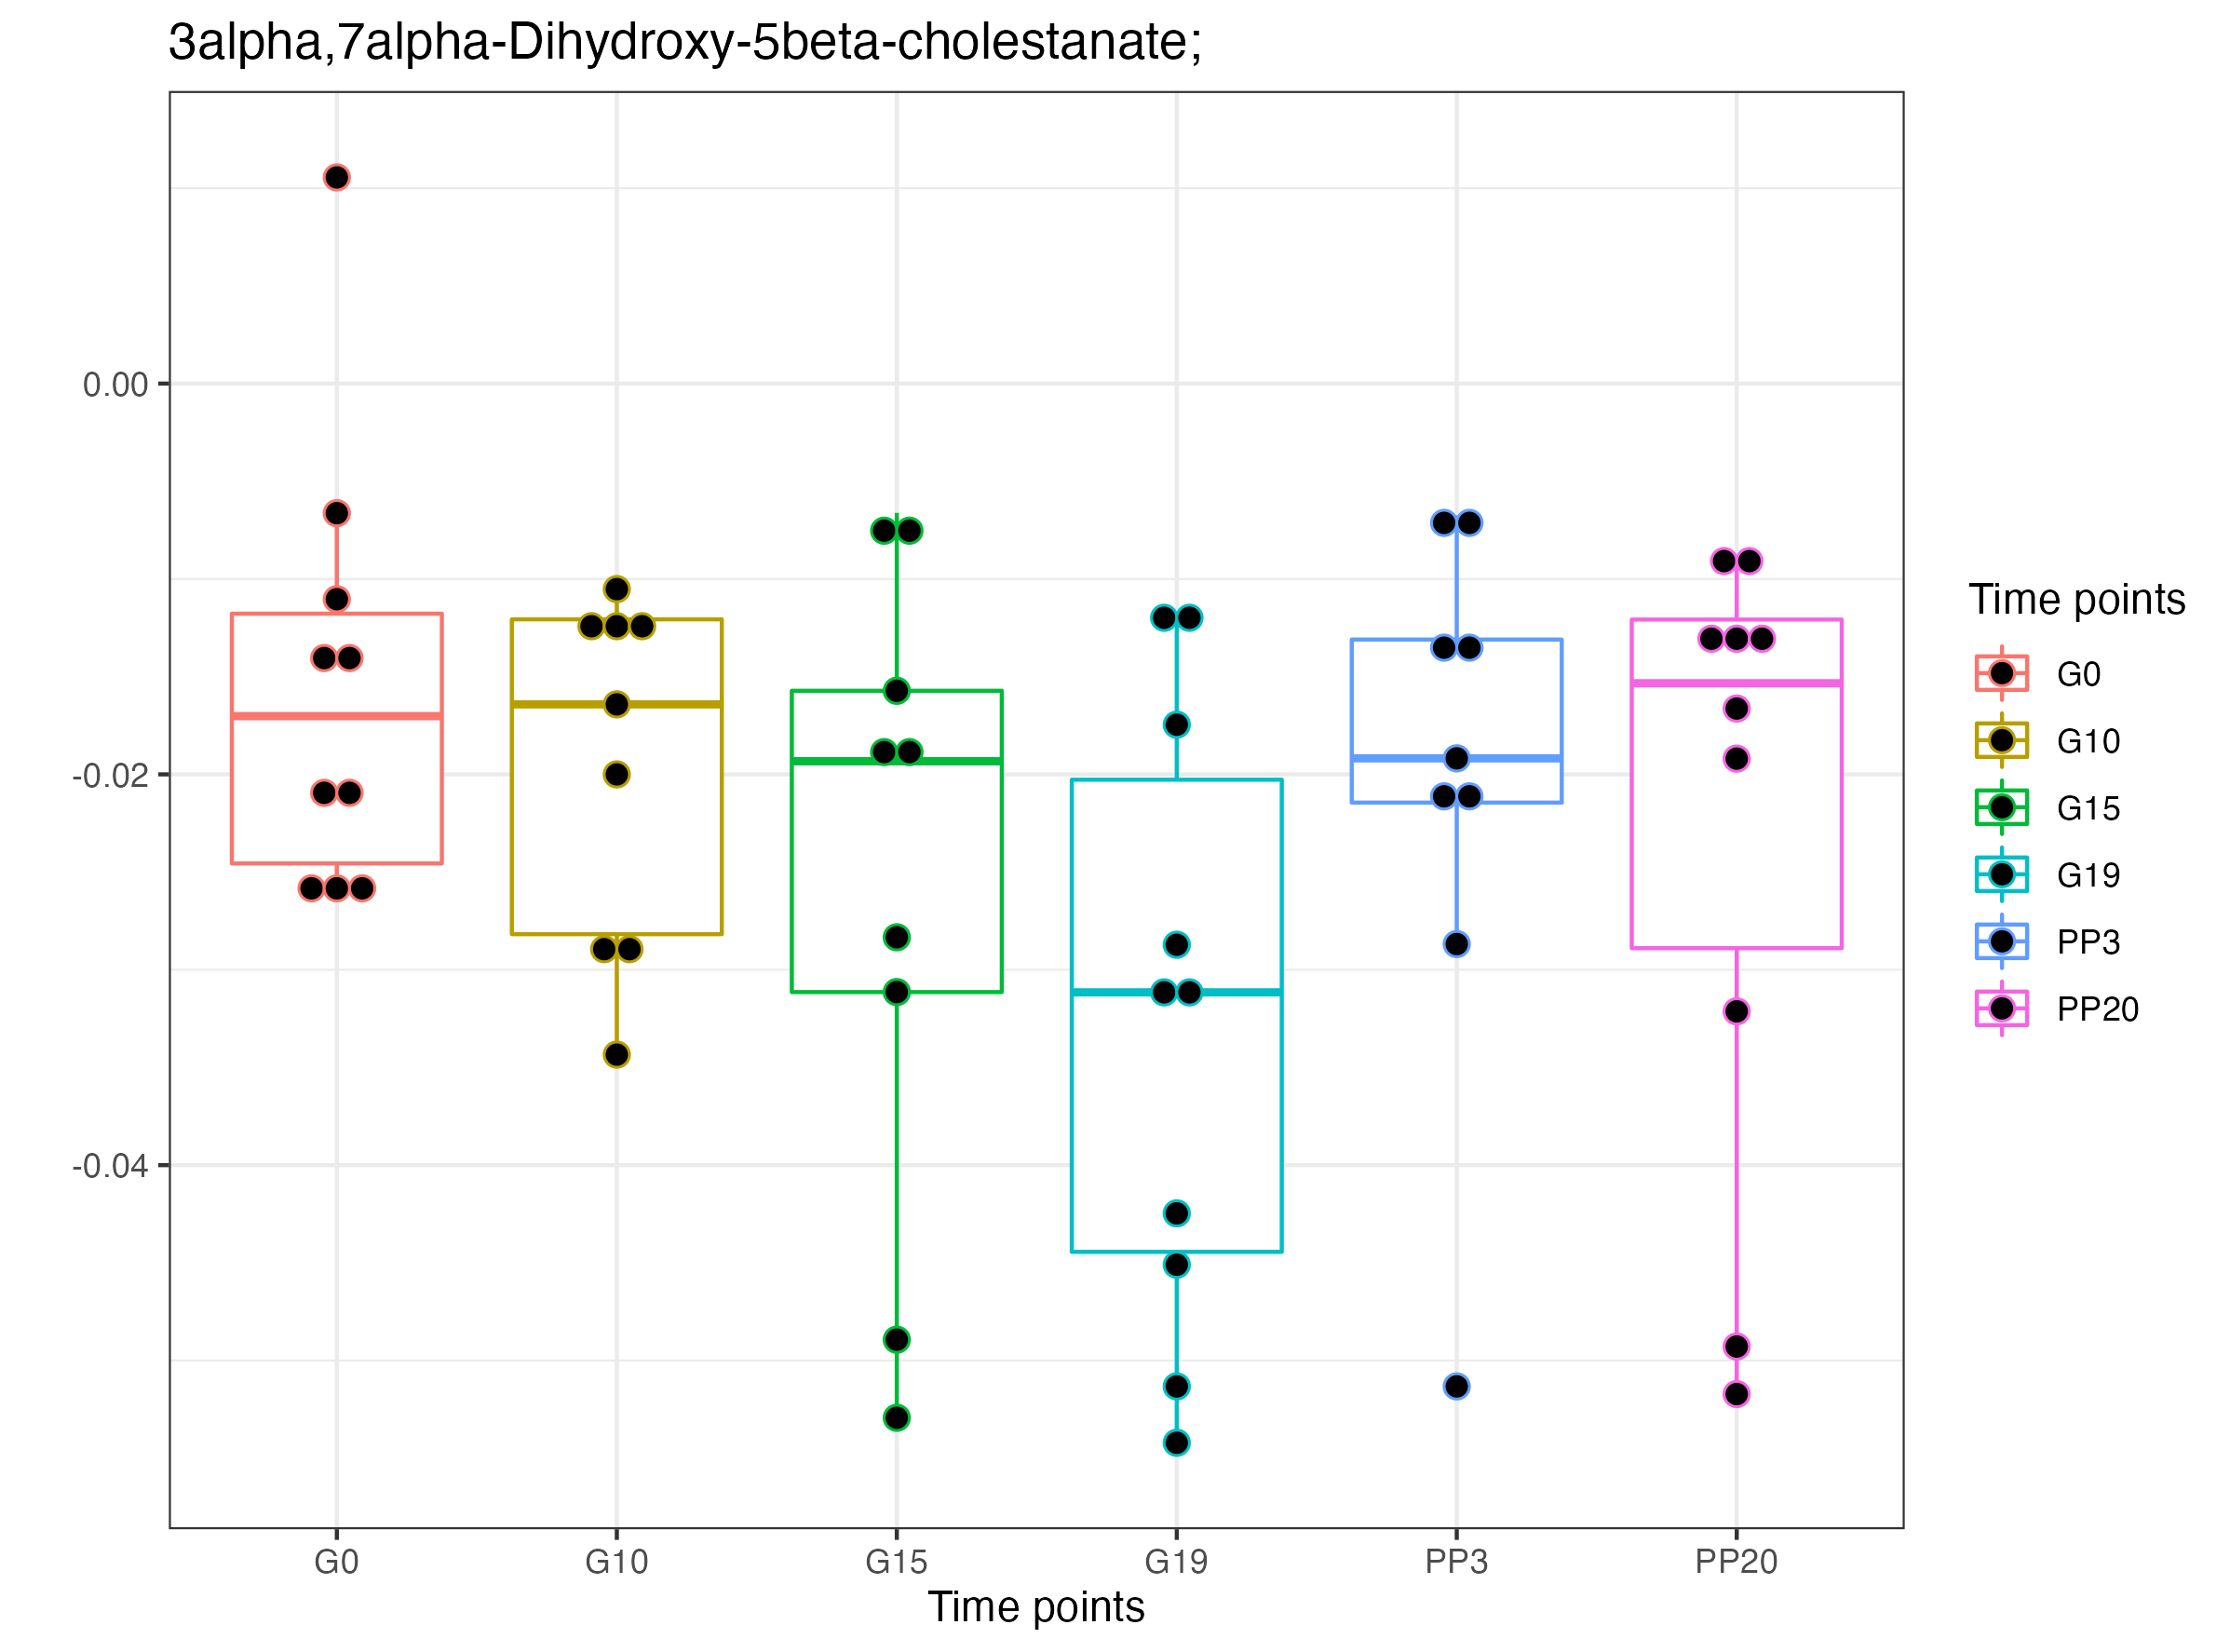 3alpha,7alpha-Dihydroxy-5beta-cholestanate;
0.00
-0.02
-0.04
G0
G10
G15
G19
PP3
PP20
Time points
Time points
G0
G10
G15
G19
PP3
PP20